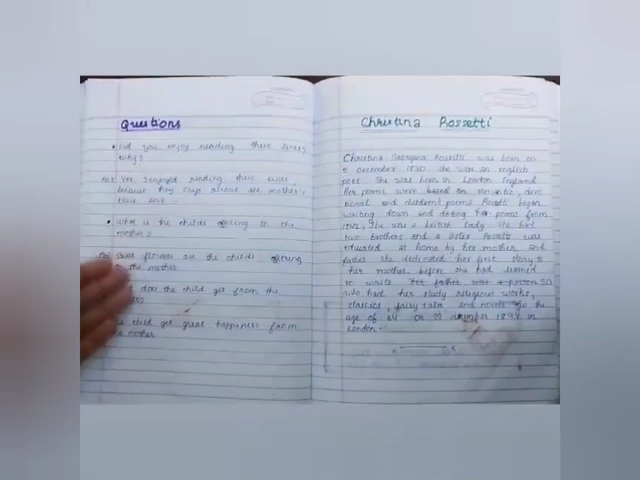 Questions
Did you enjoy reading these lines,
why?
Ans: Yes, I enjoyed reading these lines,
because they says about the mother's
true
What is the childs offering to the
mother?
flowers are the childs offering
to the mother
does the child get from the
child get great happiness from
mother
Christina Rossetti
Christina Georgina Rossetti was born on
5 december 1830 she was an english
poet. She was born in London England
Her poems were based on romantic, devo
tional and children's poems Rossetti began
writing down and dating her poems from
1842, She was a british lady. She had
two brothers and a sister Rossetti was
educated at home by her mother and
father she dedicated her first story to
her mother, before she had learned
to write. Her father was a person
who had her study religious works,
classics, fairy tales and novels
age of 64 on 29 december 1894 in
London.